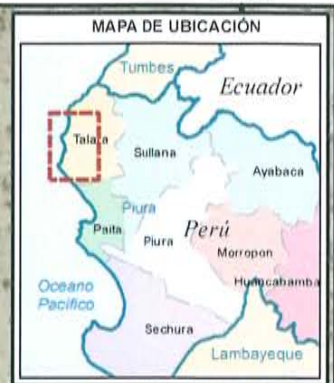 MAPA DE UBICACIÓN
Tumbes
Ecuador
Talara
Sullana
Ayabaca
Piura
Perú
Paita
Piura
Morropon
Huancabamba
Oceano
Pacifico
Sechura
Lambayeque